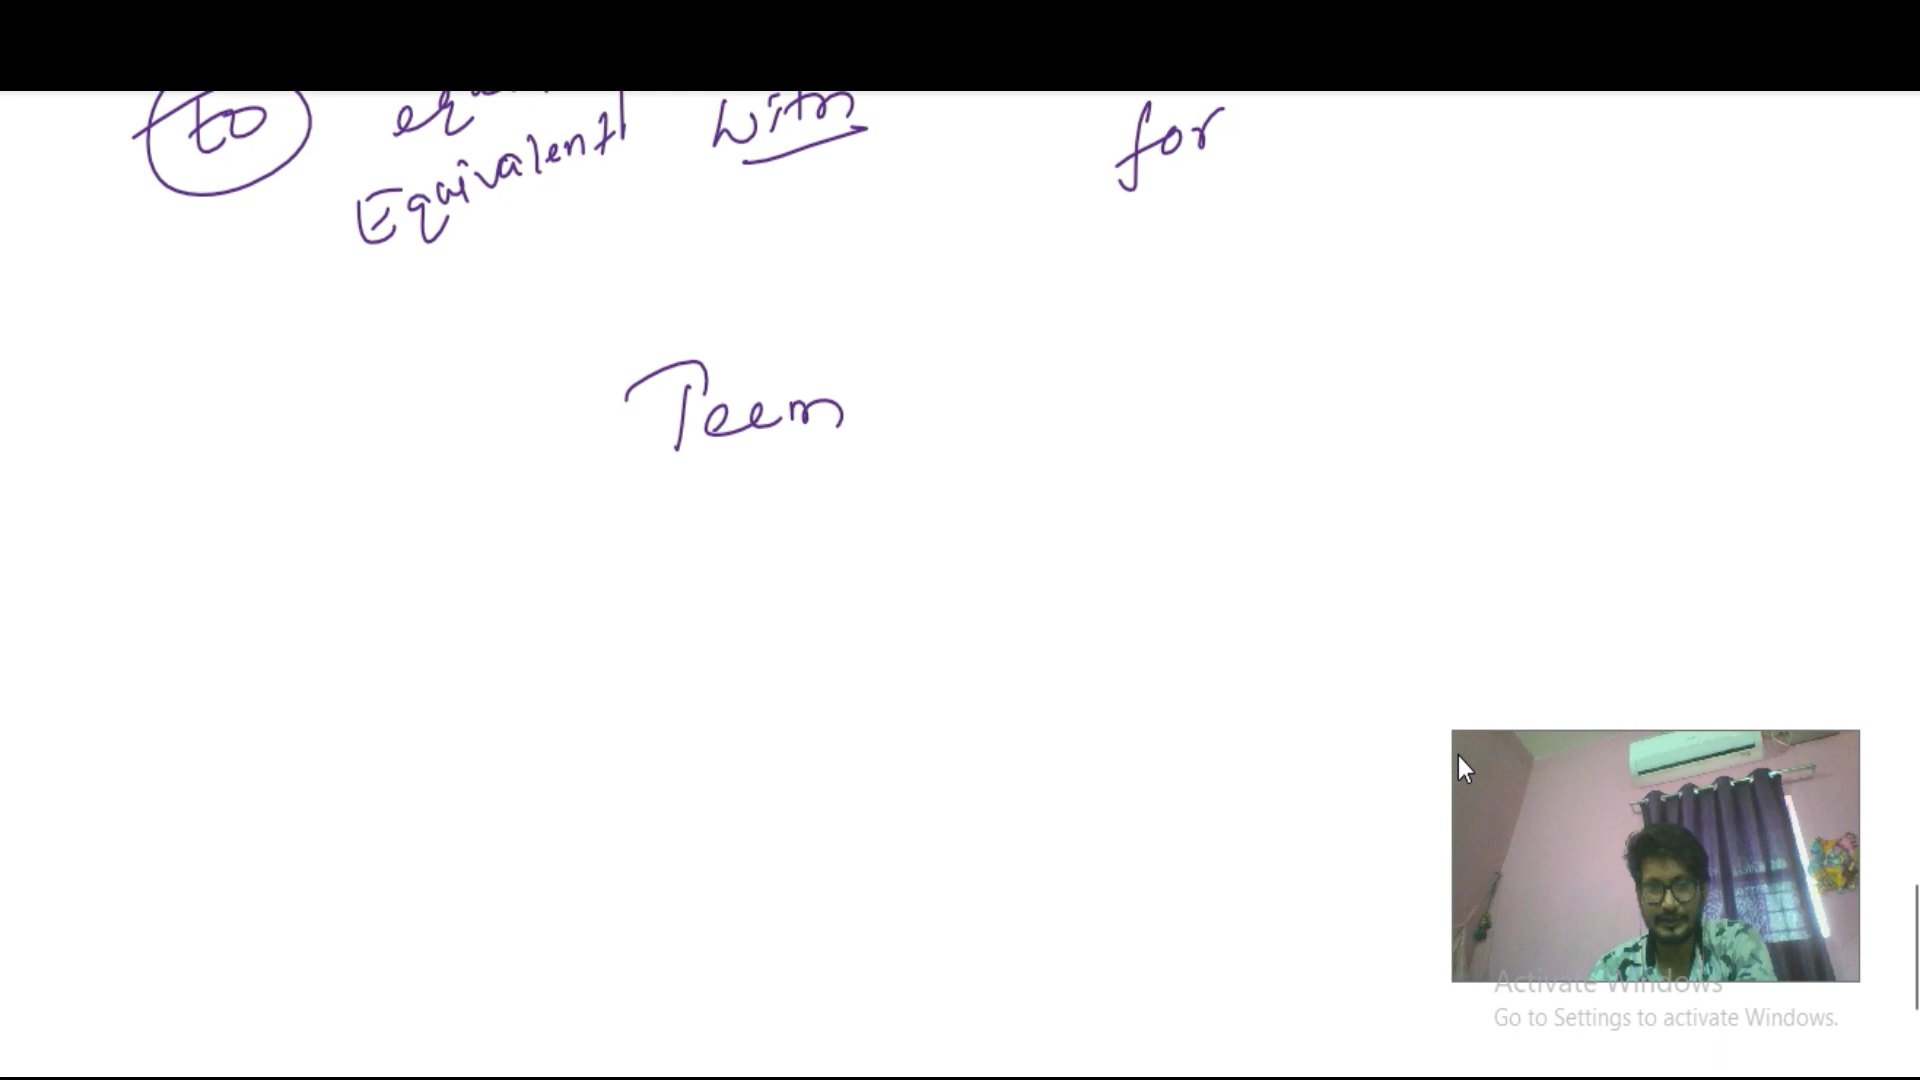 to with for
Equivalent
Teem
Activate Windows
Go to Settings to activate Windows.